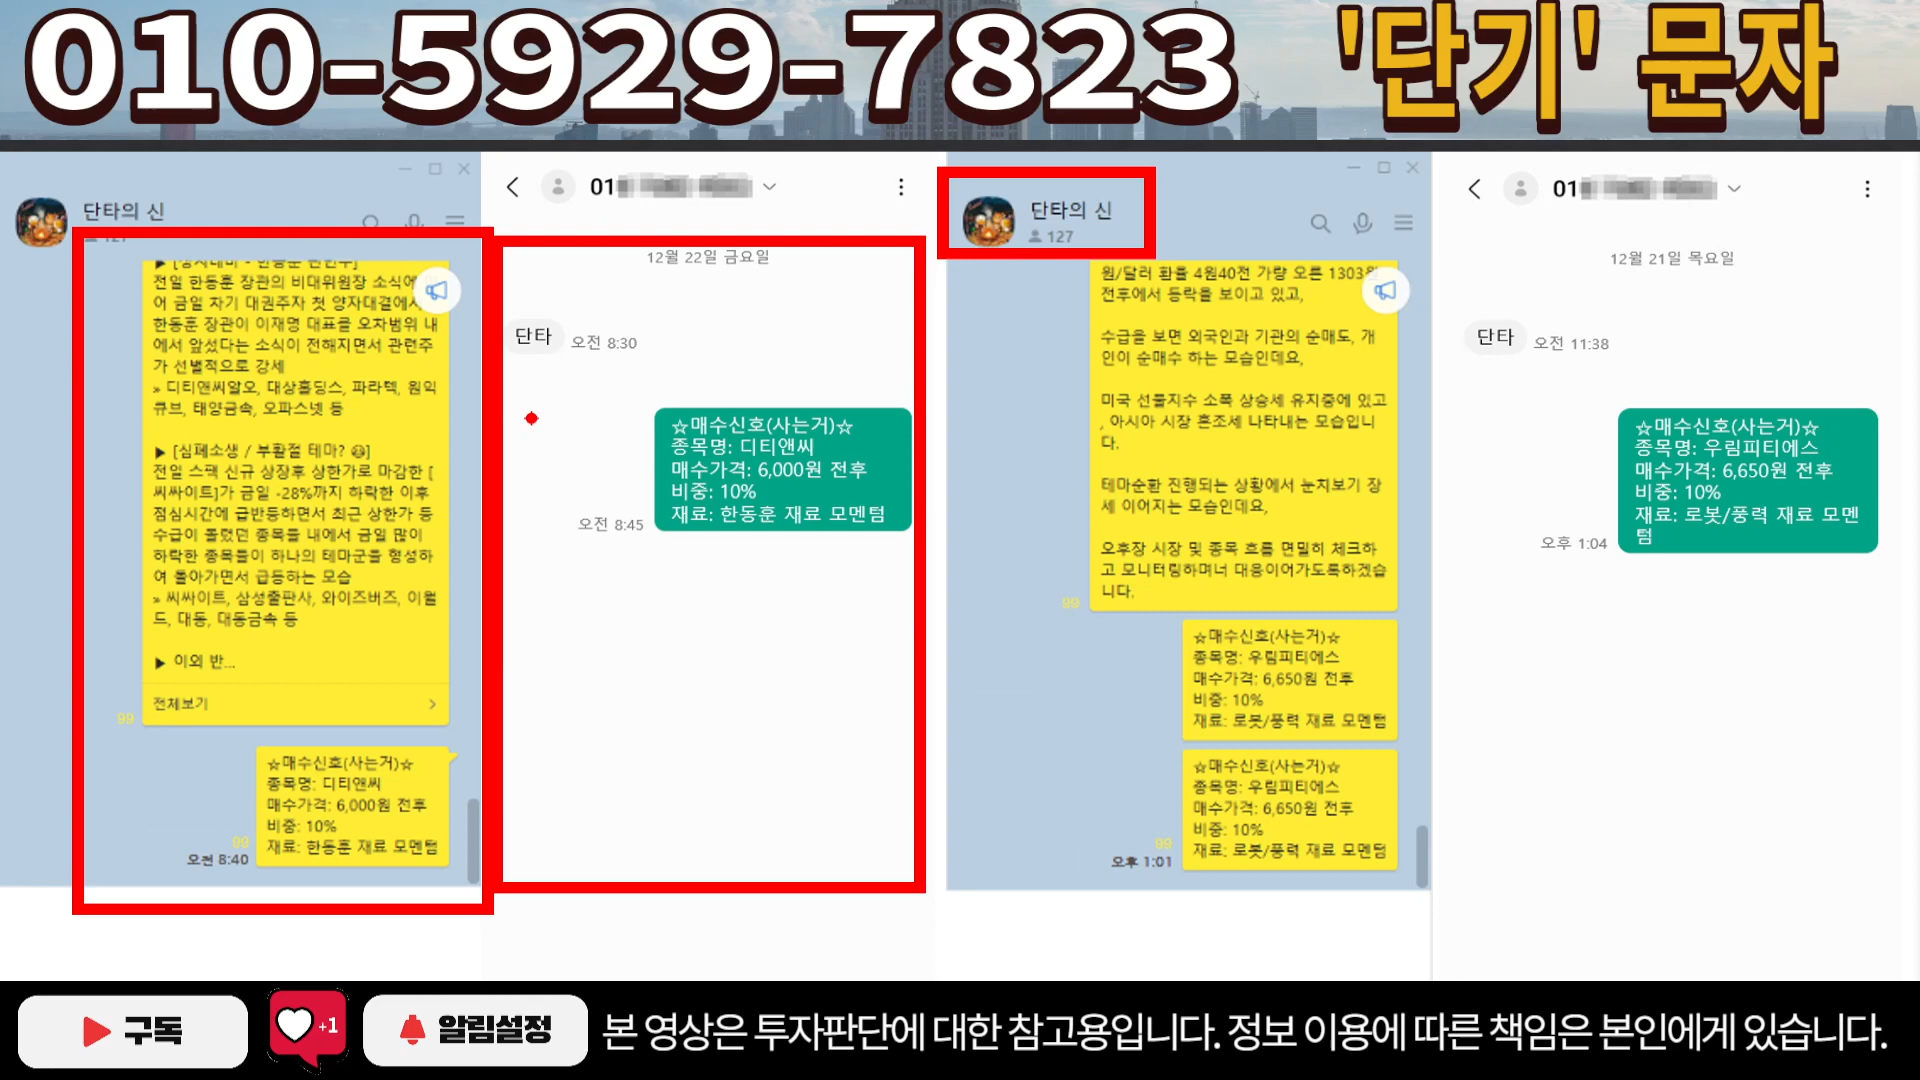 010-5929-7823 '단기' 문자
단타의 신
전일 한동훈 장관의 비대위원장 소식에
어 금일 차기 대권주자 첫 양자대결에서
한동훈 장관이 이재명 대표를 오차범위 내
에서 앞섰다는 소식이 전해지면서 관련주
가 선별적으로 강세
» 디티앤씨알오, 대상홀딩스, 파라텍, 원익
큐브, 태양금속, 오파스넷 등
▶ [심폐소생 / 부활절 테마? 😆]
전일 스팩 신규 상장후 상한가로 마감한 [
씨싸이트]가 금일 -28%까지 하락한 이후
점심시간에 급반등하면서 최근 상한가 등
수급이 몰렸던 종목들 내에서 금일 많이
하락한 종목들이 하나의 테마군을 형성하
여 돌아가면서 급등하는 모습
» 씨싸이트, 삼성출판사, 와이즈버즈, 이월
드, 대동, 대동금속 등
▶ 이외 반...
전체보기
99
☆매수신호(사는거)☆
종목명: 디티앤씨
매수가격: 6,000원 전후
비중: 10%
재료: 한동훈 재료 모멘텀
99
오전 8:40
01
12월 22일 금요일
단타
오전 8:30
☆매수신호(사는거)☆
종목명: 디티앤씨
매수가격: 6,000원 전후
비중: 10%
재료: 한동훈 재료 모멘텀
오전 8:45
단타의 신
127
원/달러 환율 4원40전 가량 오른 1303원
전후에서 등락을 보이고 있고,
수급을 보면 외국인과 기관의 순매도, 개
인이 순매수 하는 모습인데요,
미국 선물지수 소폭 상승세 유지중에 있고
, 아시아 시장 혼조세 나타내는 모습입니
다.
테마순환 진행되는 상황에서 눈치보기 장
세 이어지는 모습인데요,
오후장 시장 및 종목 흐름 면밀히 체크하
고 모니터링하며너 대응이어가도록하겠습
니다.
99
☆매수신호(사는거)☆
종목명: 우림피티에스
매수가격: 6,650원 전후
비중: 10%
재료: 로봇/풍력 재료 모멘텀
☆매수신호(사는거)☆
종목명: 우림피티에스
매수가격: 6,650원 전후
비중: 10%
재료: 로봇/풍력 재료 모멘텀
99
오후 1:01
01
12월 21일 목요일
단타
오전 11:38
☆매수신호(사는거)☆
종목명: 우림피티에스
매수가격: 6,650원 전후
비중: 10%
재료: 로봇/풍력 재료 모멘
텀
오후 1:04
구독
+1
알림설정
본 영상은 투자판단에 대한 참고용입니다. 정보 이용에 따른 책임은 본인에게 있습니다.